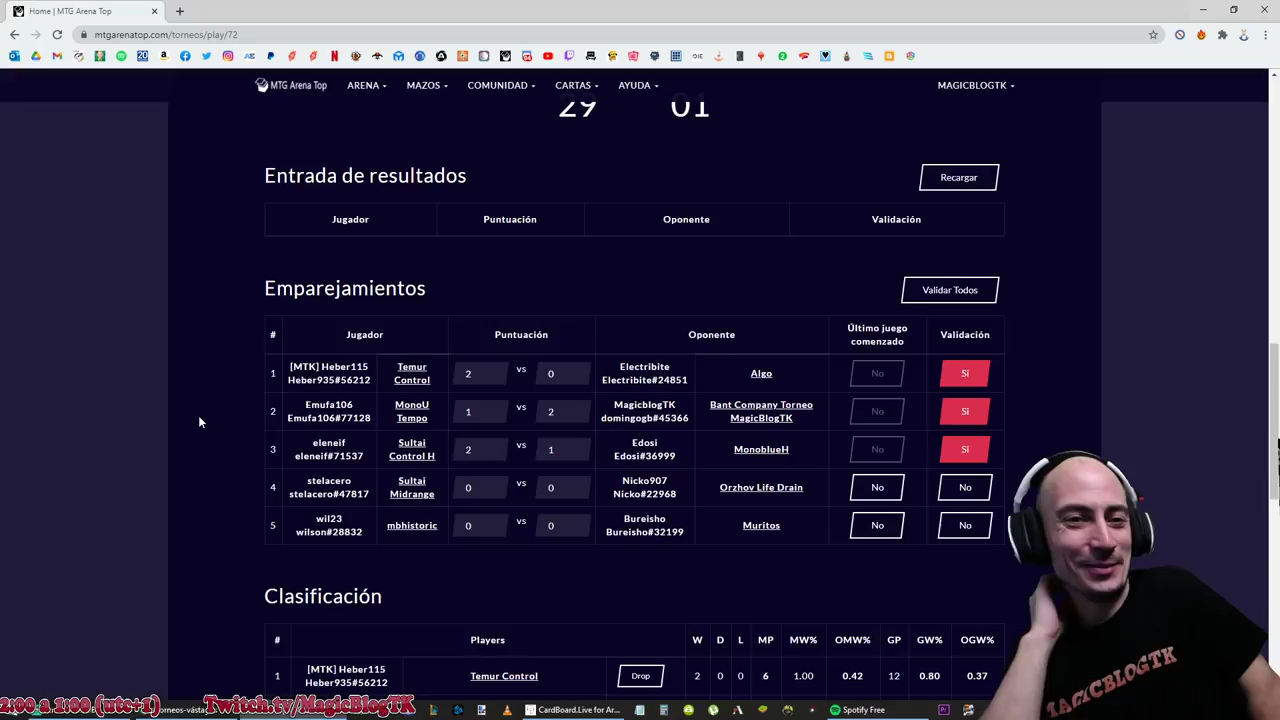 Home | MTG Arena Top
mtgarenatop.com/torneos/play/72
MTG Arena Top ARENA MAZOS COMUNIDAD CARTAS AYUDA MAGICBLOGTK
29 01
Entrada de resultados Recargar
Jugador Puntuación Oponente Validación
Emparejamientos Validar Todos
# Jugador Puntuación Oponente Último juego comenzado Validación
1 [MTK] Heber115 Heber935#56212 Temur Control 2 vs 0 Electribite Electribite#24851 Algo No Si
2 Emufa106 Emufa106#77128 MonoU Tempo 1 vs 2 MagicblogTK domingogb#45366 Bant Company Torneo MagicBlogTK No Si
3 eleneif eleneif#71537 Sultai Control H 2 vs 1 Edosi Edosi#36999 MonoblueH No Si
4 stelacero stelacero#47817 Sultai Midrange 0 vs 0 Nicko907 Nicko#22968 Orzhov Life Drain No No
5 wil23 wilson#28832 mbhistoric 0 vs 0 Bureisho Bureisho#32199 Muritos No No
Clasificación
# Players W D L MP MW% OMW% GP GW% OGW%
1 [MTK] Heber115 Heber935#56212 Temur Control Drop 2 0 0 6 1.00 0.42 12 0.80 0.37
MAGICBLOGTK
2:00 a 1:00 (utc+1) Twitch.tv/MagicBlogTK
CardBoard.Live for Ar... Spotify Free